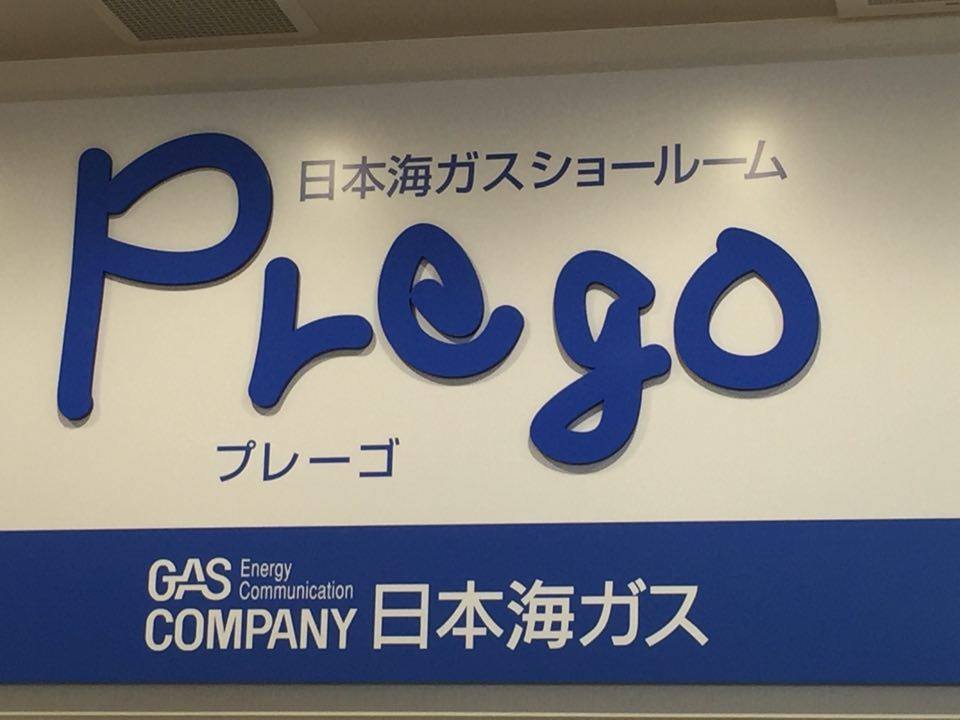 日本海ガスショールーム
Prego
プレーゴ
GAS Energy Communication
COMPANY 日本海ガス